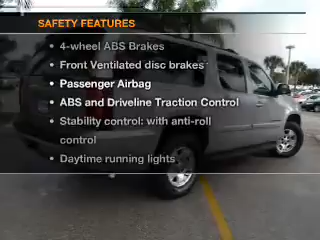 SAFETY FEATURES
• 4-wheel ABS Brakes
• Front Ventilated disc brakes
• Passenger Airbag
• ABS and Driveline Traction Control
• Stability control: with anti-roll
control
• Daytime running lights